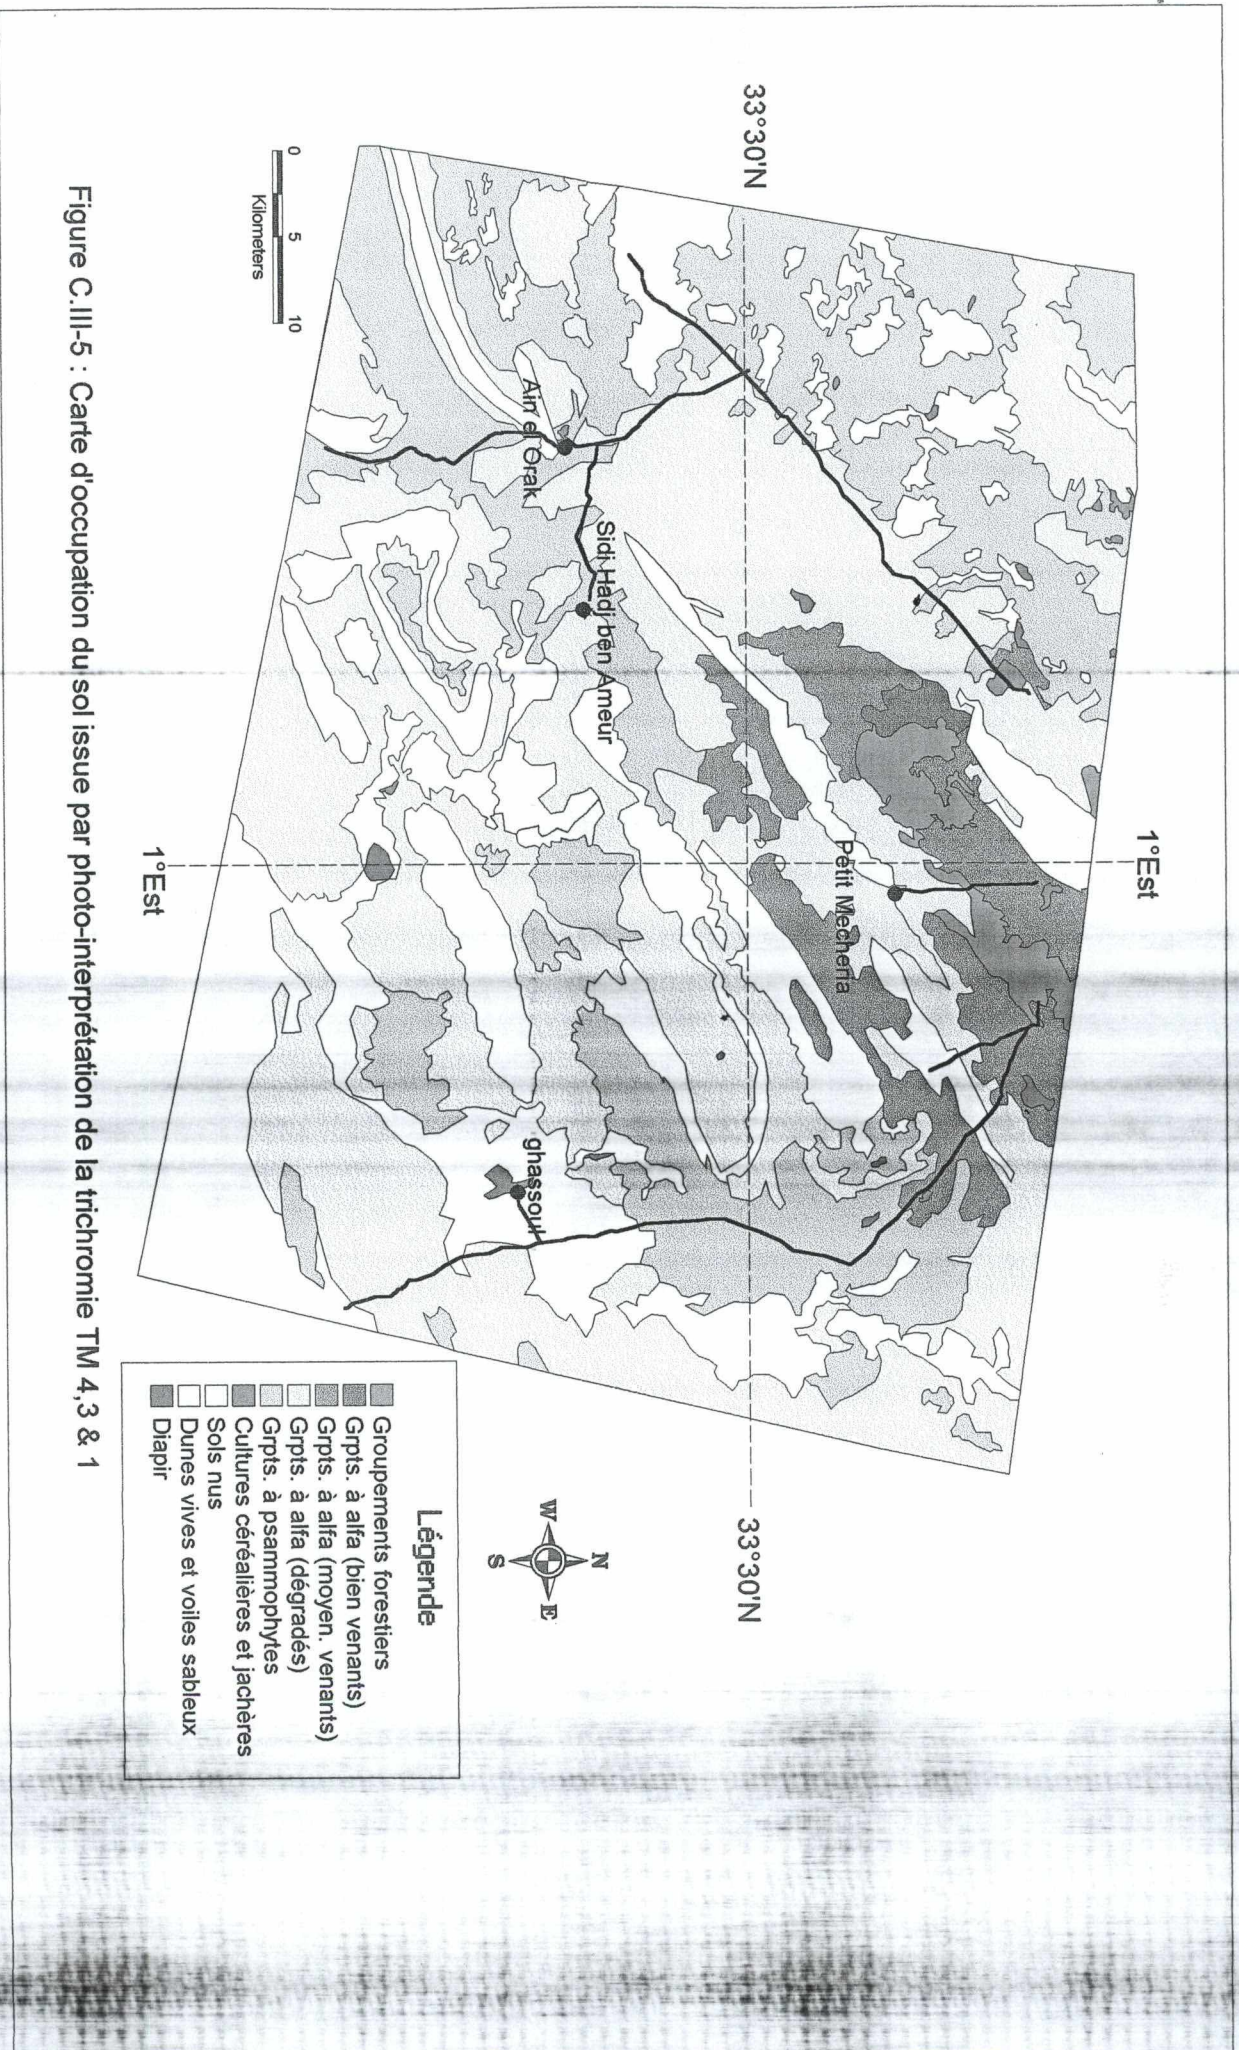 1°Est
33°30'N
33°30'N
Petit Mecheria
Sidi Hadj ben Ameur
Ain el Orak
ghassoul
1°Est
0 5 10
Kilometers
N
W E
S
Légende
Groupements forestiers
Grpts. à alfa (bien venants)
Grpts. à alfa (moyen. venants)
Grpts. à alfa (dégradés)
Grpts. à psammophytes
Cultures céréalières et jachères
Sols nus
Dunes vives et voiles sableux
Diapir
Figure C.III-5 : Carte d'occupation du sol issue par photo-interprétation de la trichromie TM 4,3 & 1